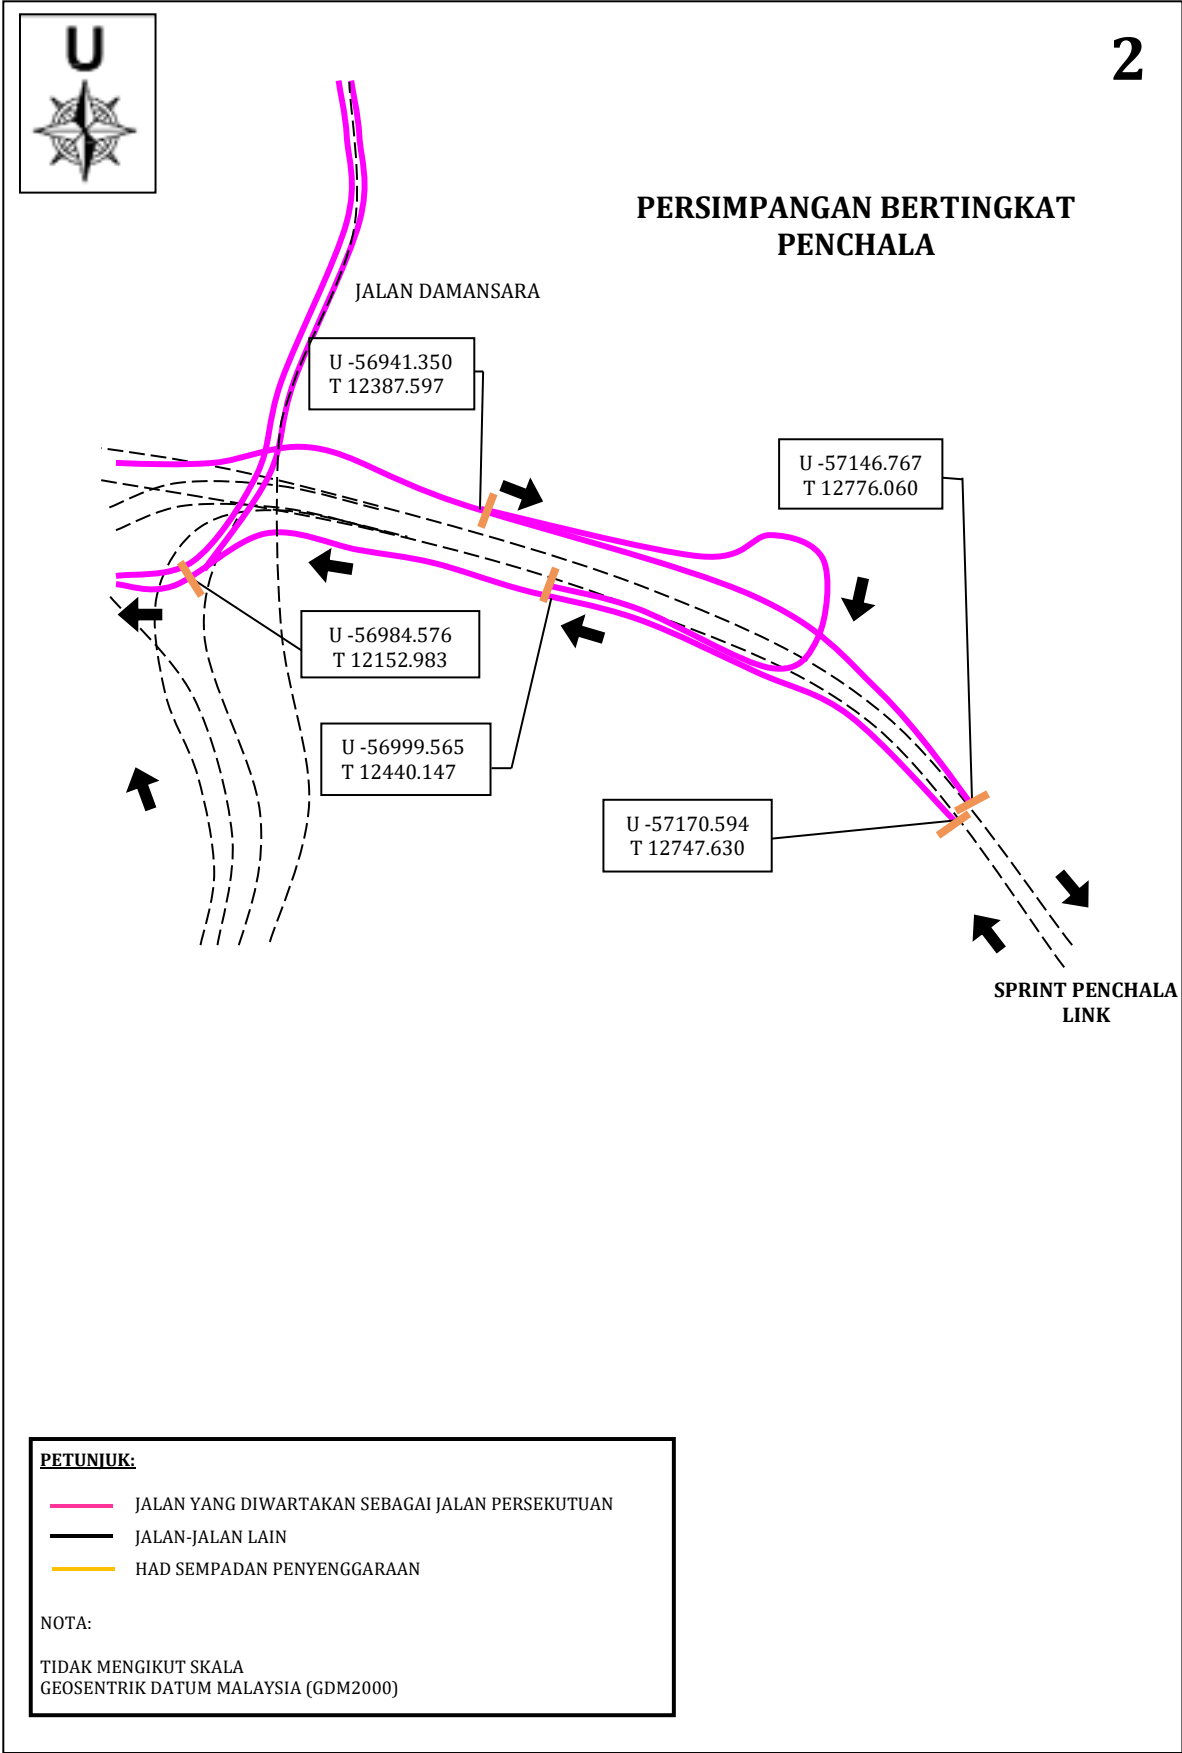 U
2
PERSIMPANGAN BERTINGKAT
PENCHALA
JALAN DAMANSARA
U -56941.350
T 12387.597
U -57146.767
T 12776.060
U -56984.576
T 12152.983
U -56999.565
T 12440.147
U -57170.594
T 12747.630
SPRINT PENCHALA
LINK
PETUNJUK:
JALAN YANG DIWARTAKAN SEBAGAI JALAN PERSEKUTUAN
JALAN-JALAN LAIN
HAD SEMPADAN PENYENGGARAAN
NOTA:
TIDAK MENGIKUT SKALA
GEOSENTRIK DATUM MALAYSIA (GDM2000)